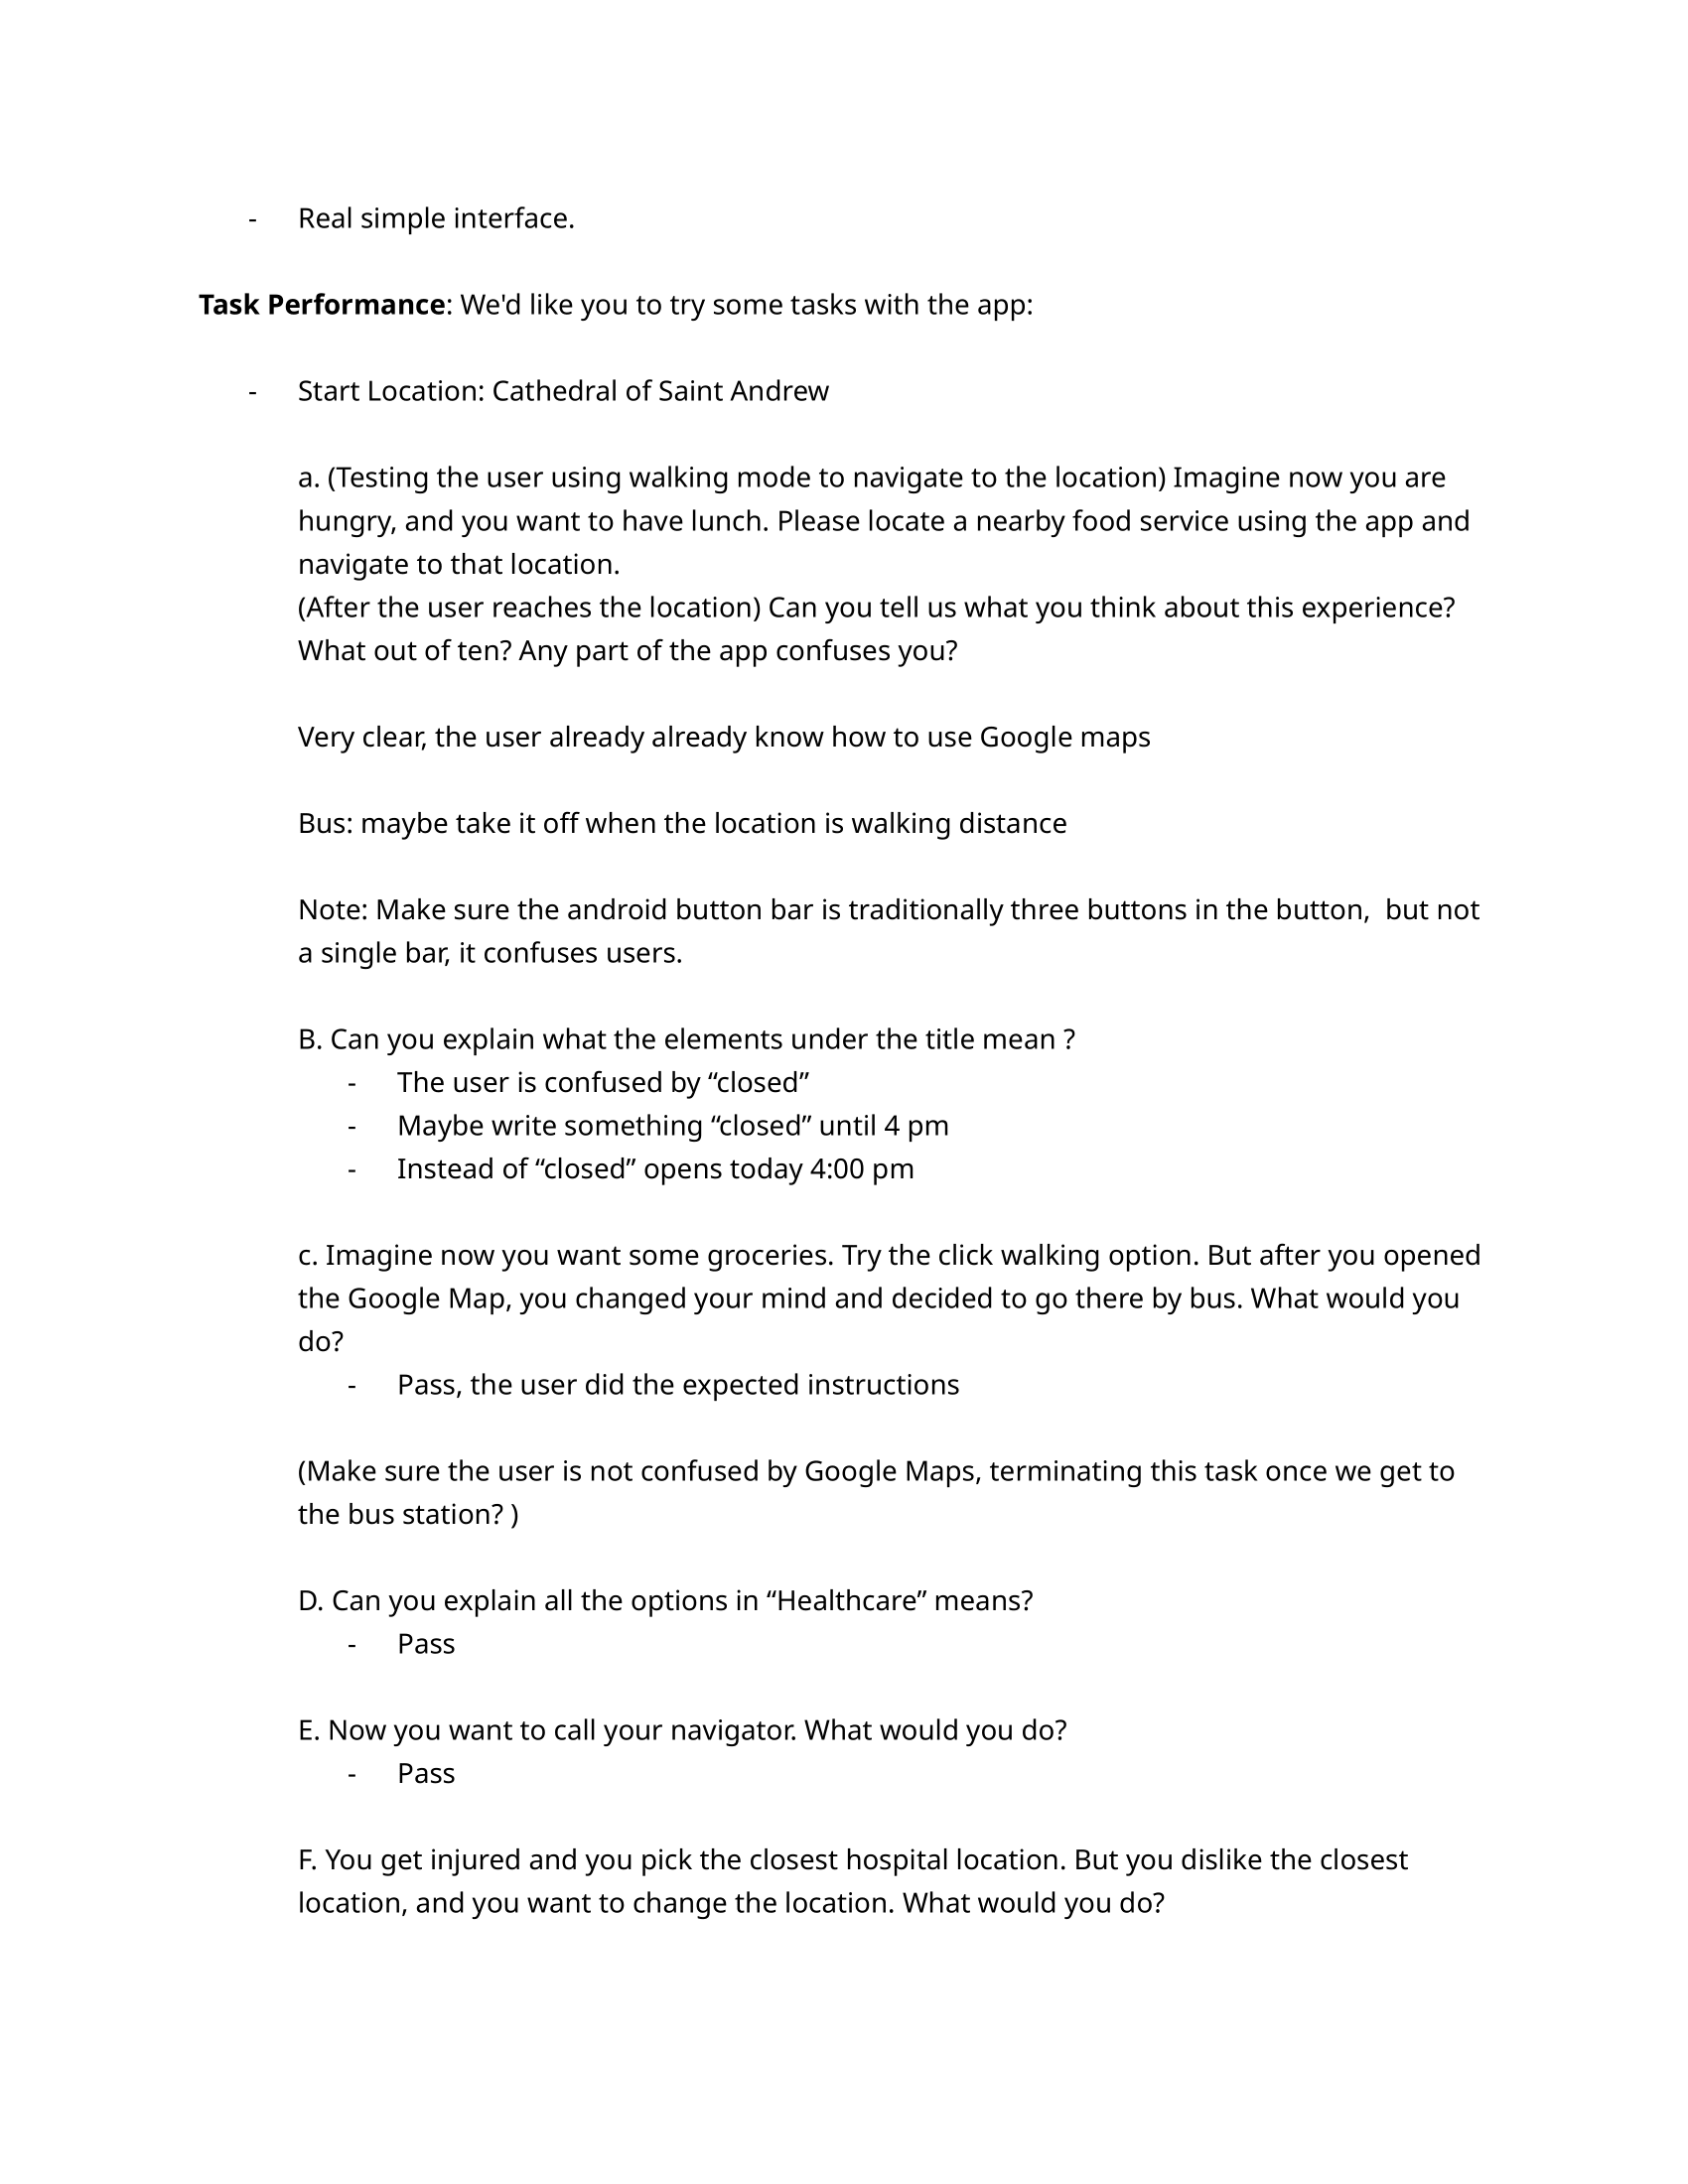 - Real simple interface.
Task Performance: We'd like you to try some tasks with the app:
- Start Location: Cathedral of Saint Andrew
a. (Testing the user using walking mode to navigate to the location) Imagine now you are
hungry, and you want to have lunch. Please locate a nearby food service using the app and
navigate to that location.
(After the user reaches the location) Can you tell us what you think about this experience?
What out of ten? Any part of the app confuses you?
Very clear, the user already already know how to use Google maps
Bus: maybe take it off when the location is walking distance
Note: Make sure the android button bar is traditionally three buttons in the button,  but not
a single bar, it confuses users.
B. Can you explain what the elements under the title mean ?
- The user is confused by “closed”
- Maybe write something “closed” until 4 pm
- Instead of “closed” opens today 4:00 pm
c. Imagine now you want some groceries. Try the click walking option. But after you opened
the Google Map, you changed your mind and decided to go there by bus. What would you
do?
- Pass, the user did the expected instructions
(Make sure the user is not confused by Google Maps, terminating this task once we get to
the bus station? )
D. Can you explain all the options in “Healthcare” means?
- Pass
E. Now you want to call your navigator. What would you do?
- Pass
F. You get injured and you pick the closest hospital location. But you dislike the closest
location, and you want to change the location. What would you do?